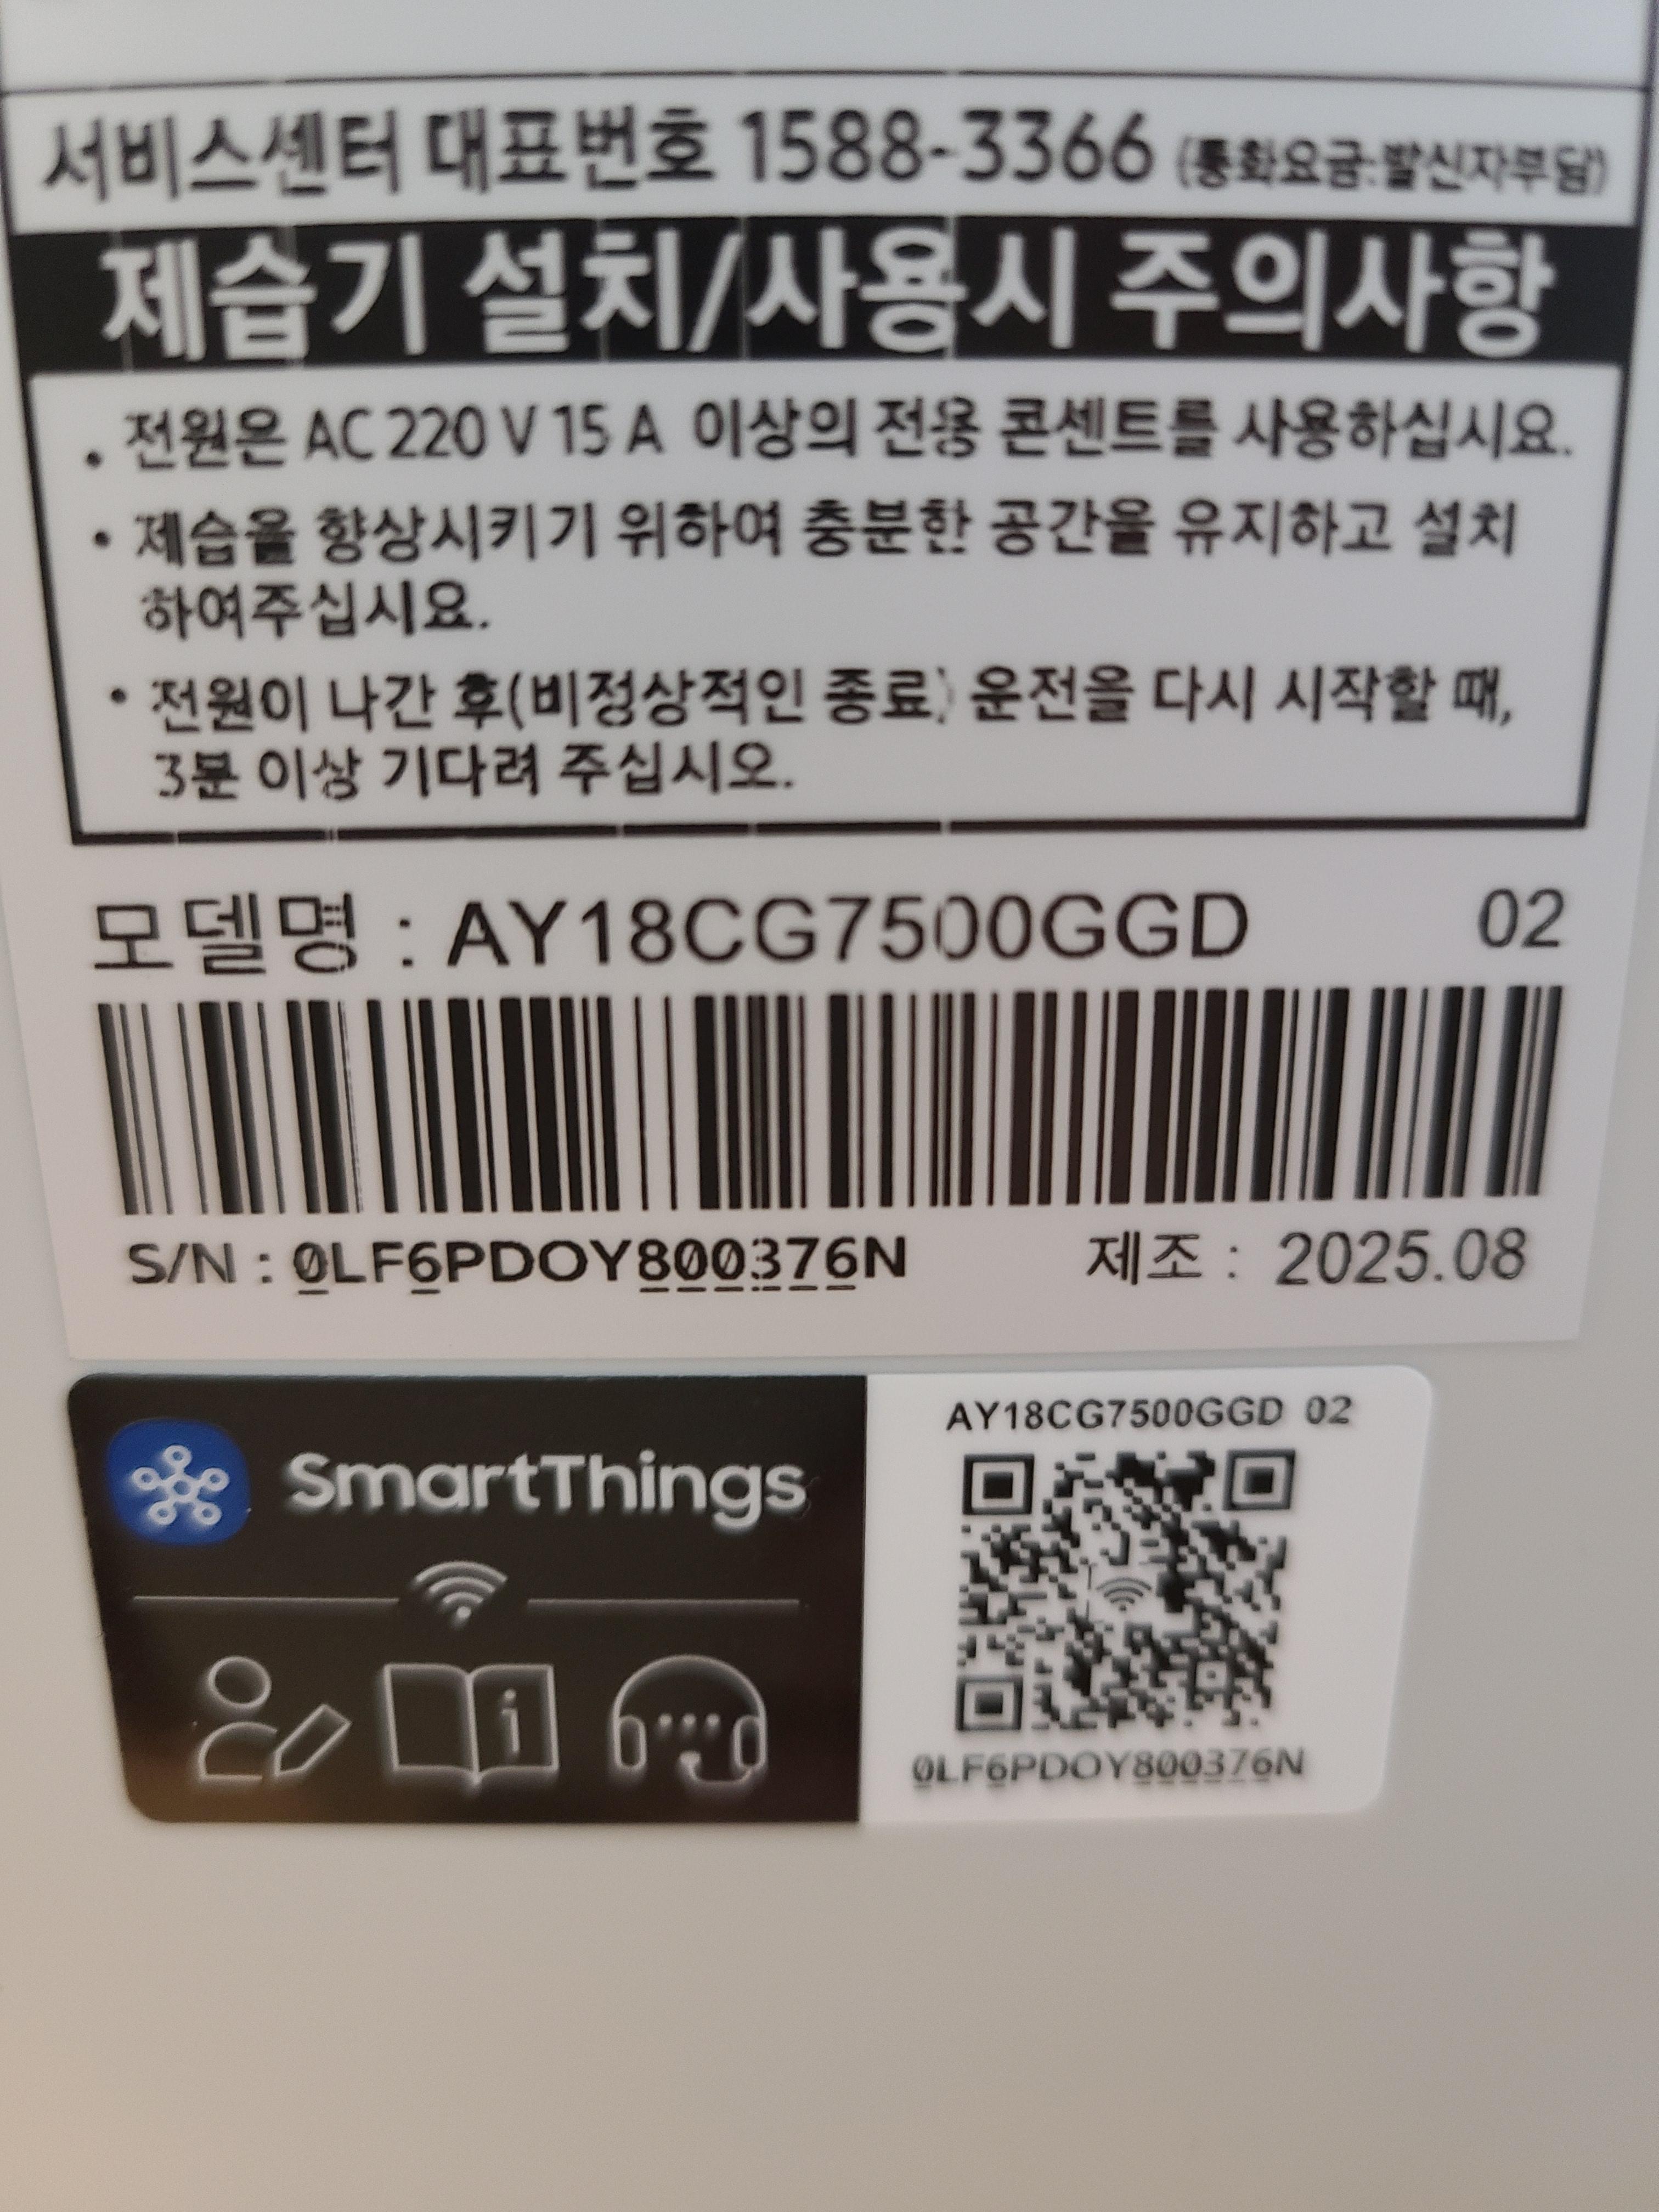 서비스센터 대표번호 1588-3366 (통화요금:발신자부담)
제습기 설치/사용시 주의사항
• 전원은 AC 220 V 15 A 이상의 전용 콘센트를 사용하십시요.
• 제습을 향상시키기 위하여 충분한 공간을 유지하고 설치
하여주십시요.
• 전원이 나간 후(비정상적인 종료) 운전을 다시 시작할 때,
3분 이상 기다려 주십시오.
모델명 : AY18CG7500GGD 02
S/N : 0LF6PDOY800376N 제조 : 2025.08
SmartThings
AY18CG7500GGD 02
0LF6PDOY800376N